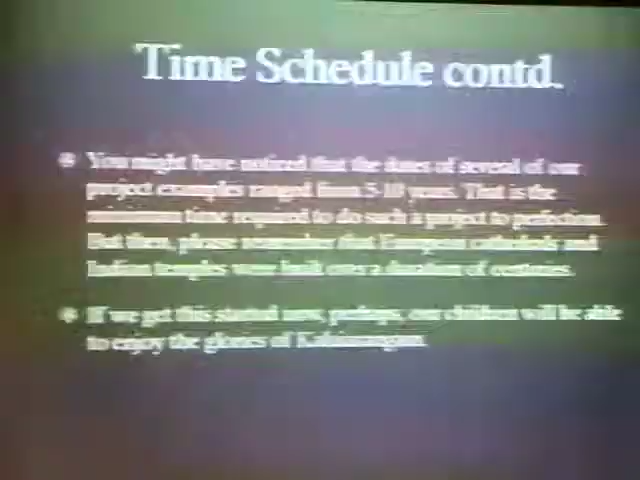 Time Schedule contd.
You might have noticed that the dates of several of our
project examples ranged from 5-10 years. That is the
minimum time required to do such a project to perfection.
But then, please remember that European cathedrals and
Indian temples were built over a duration of centuries.
If we get this started now, perhaps, our children will be able
to enjoy the glories of